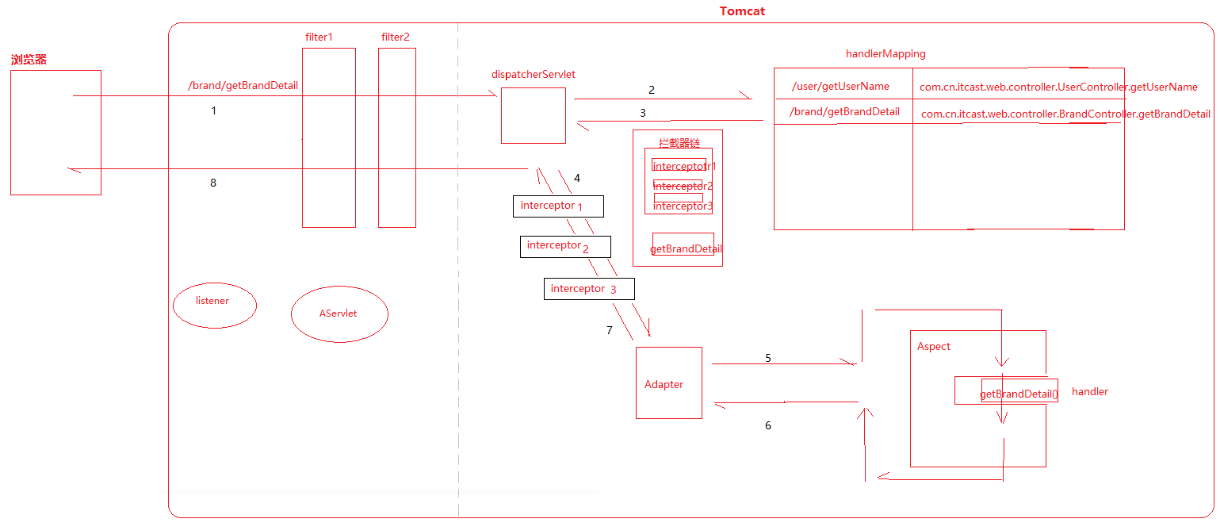 Tomcat
浏览器
filter1
filter2
handlerMapping
dispatcherServlet
/brand/getBrandDetail
1
2
3
/user/getUserName
com.cn.itcast.web.controller.UserController.getUserName
/brand/getBrandDetail
com.cn.itcast.web.controller.BrandController.getBrandDetail
拦截器链
interceptotr1
interceptor2
interceptor3
getBrandDetail
8
4
interceptor 1
interceptor 2
interceptor 3
listener
AServlet
7
Adapter
5
6
Aspect
getBrandDetail()
handler